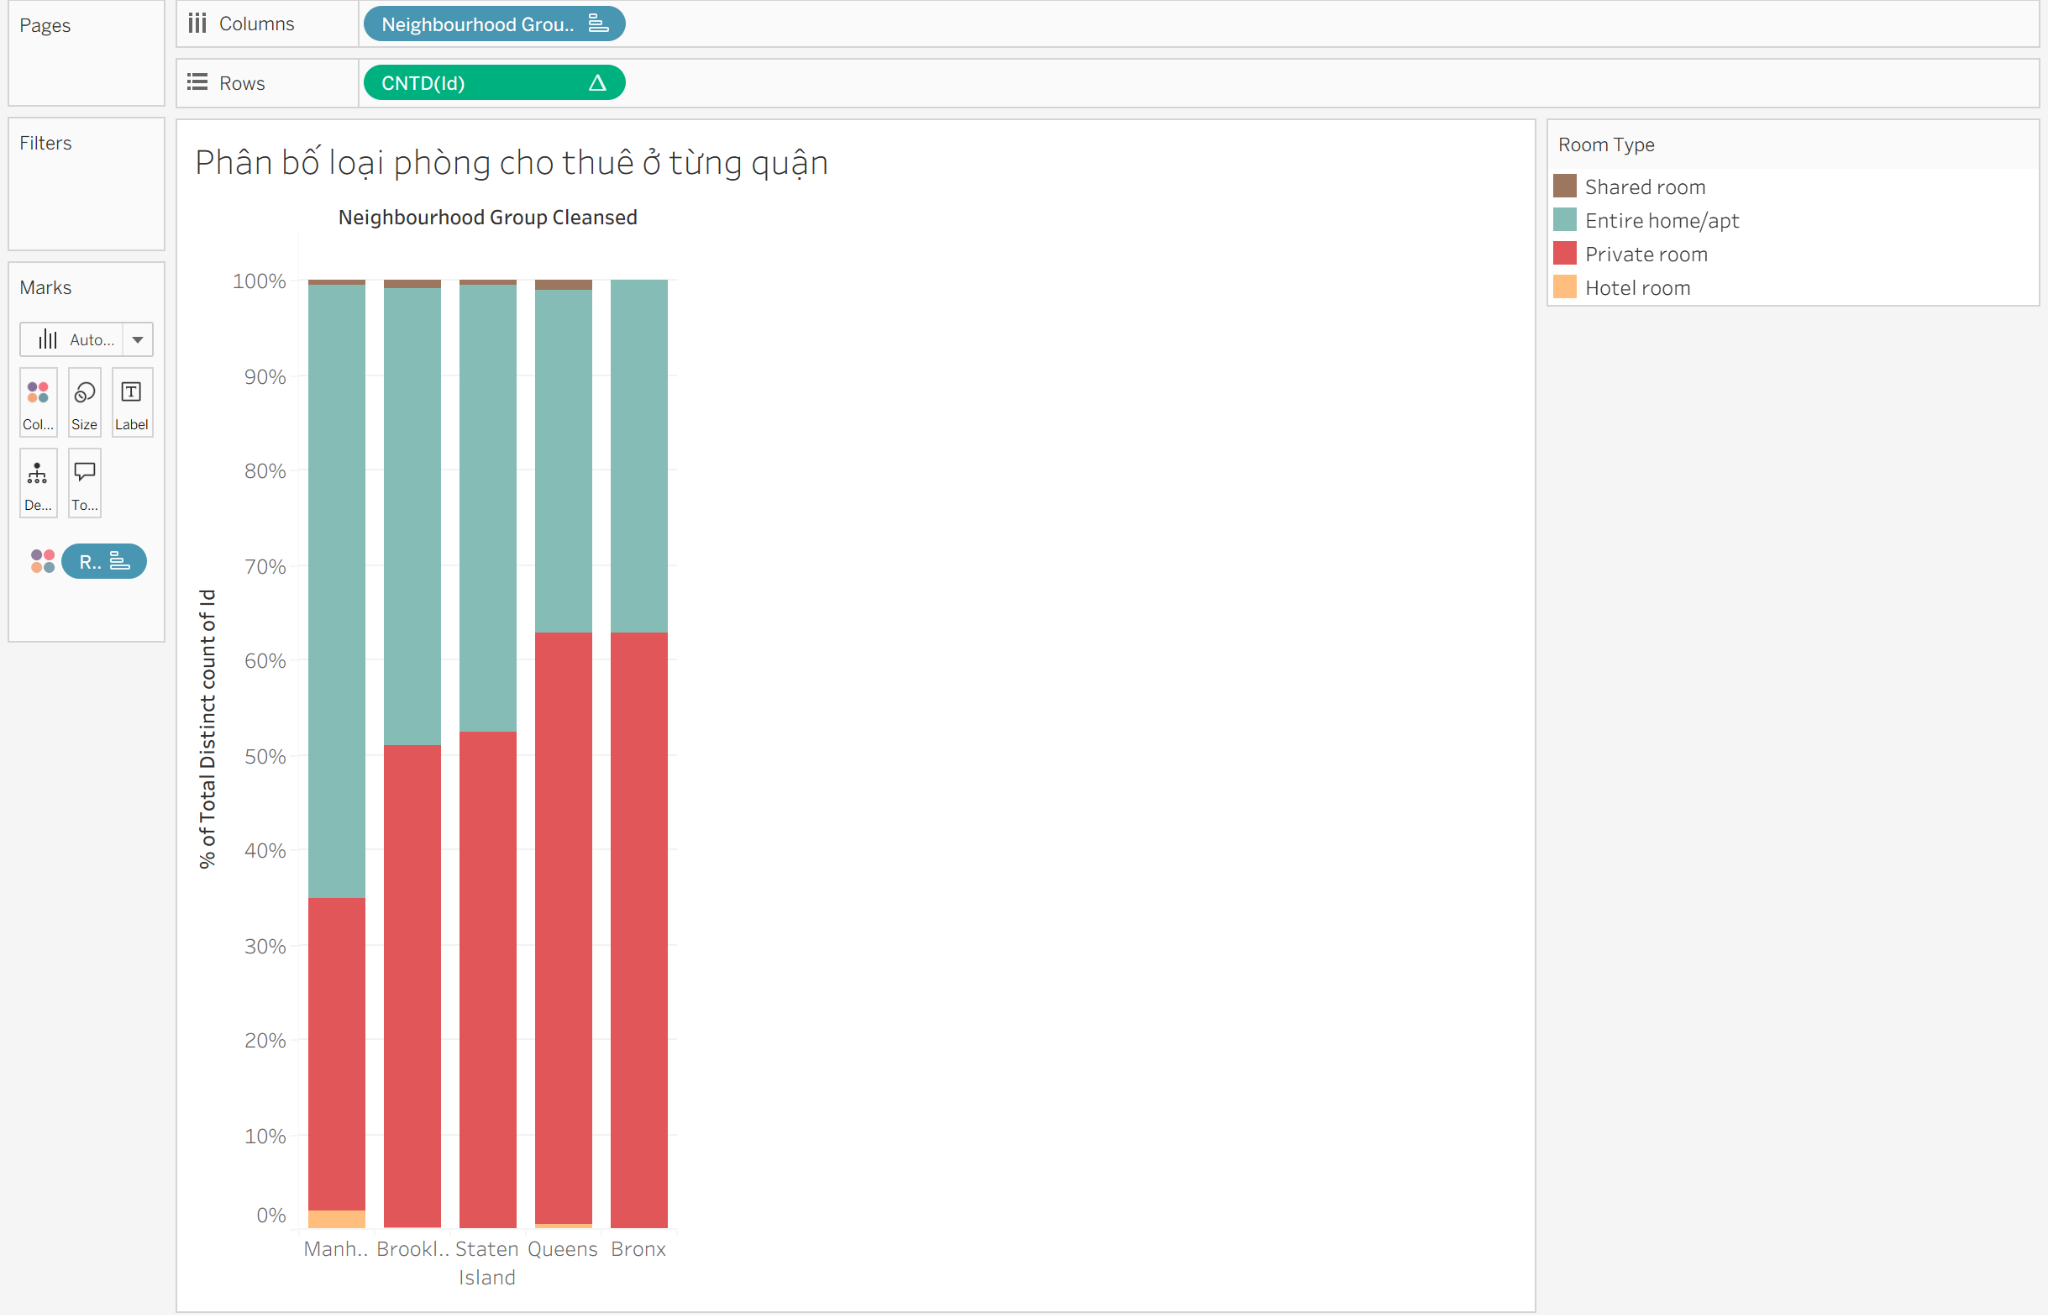 Pages
Columns
Neighbourhood Grou..
Rows
CNTD(Id)
Filters
Marks
Auto...
Col...
Size
Label
De...
To...
R..
Phân bố loại phòng cho thuê ở từng quận
Neighbourhood Group Cleansed
% of Total Distinct count of Id
100%
90%
80%
70%
60%
50%
40%
30%
20%
10%
0%
Manh..
Brookl..
Staten
Island
Queens
Bronx
Room Type
Shared room
Entire home/apt
Private room
Hotel room